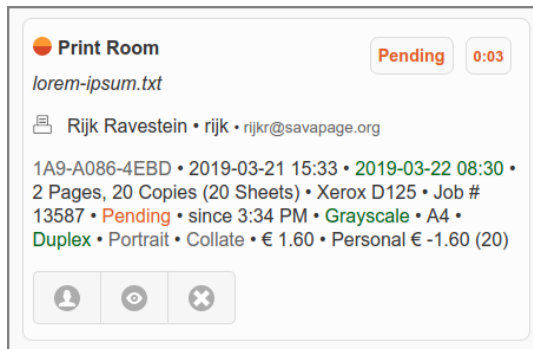 Print Room
Pending
0:03
lorem-ipsum.txt
Rijk Ravestein • rijk • rijkr@savapage.org
1A9-A086-4EBD • 2019-03-21 15:33 • 2019-03-22 08:30 •
2 Pages, 20 Copies (20 Sheets) • Xerox D125 • Job #
13587 • Pending • since 3:34 PM • Grayscale • A4 •
Duplex • Portrait • Collate • € 1.60 • Personal € -1.60 (20)